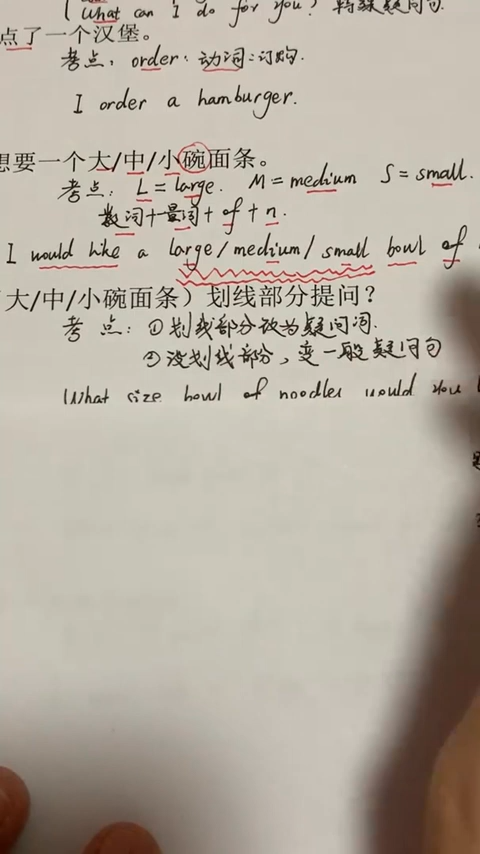 (What can I do for you? 特殊疑问句.
点了一个汉堡。
考点: order: 动词:订购.
I order a hamburger.
想要一个大/中/小碗面条。
考点: L=large. M=medium S=small.
数词+量词+of+n.
I would like a large/medium/small bowl of
(大/中/小碗面条)划线部分提问?
考点: ①划线部分改为疑问词.
②没划线部分,变一般疑问句
What size bowl of noodles would you